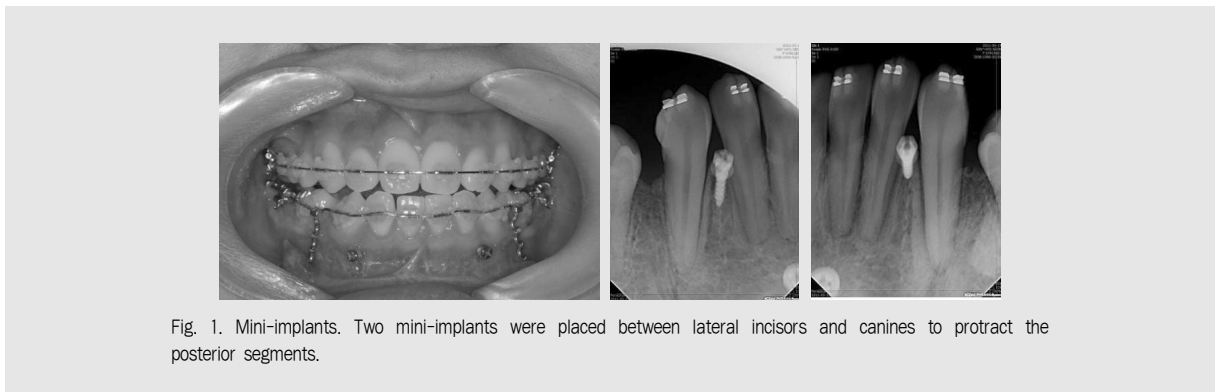 Fig. 1. Mini-implants. Two mini-implants were placed between lateral incisors and canines to protract the
posterior segments.